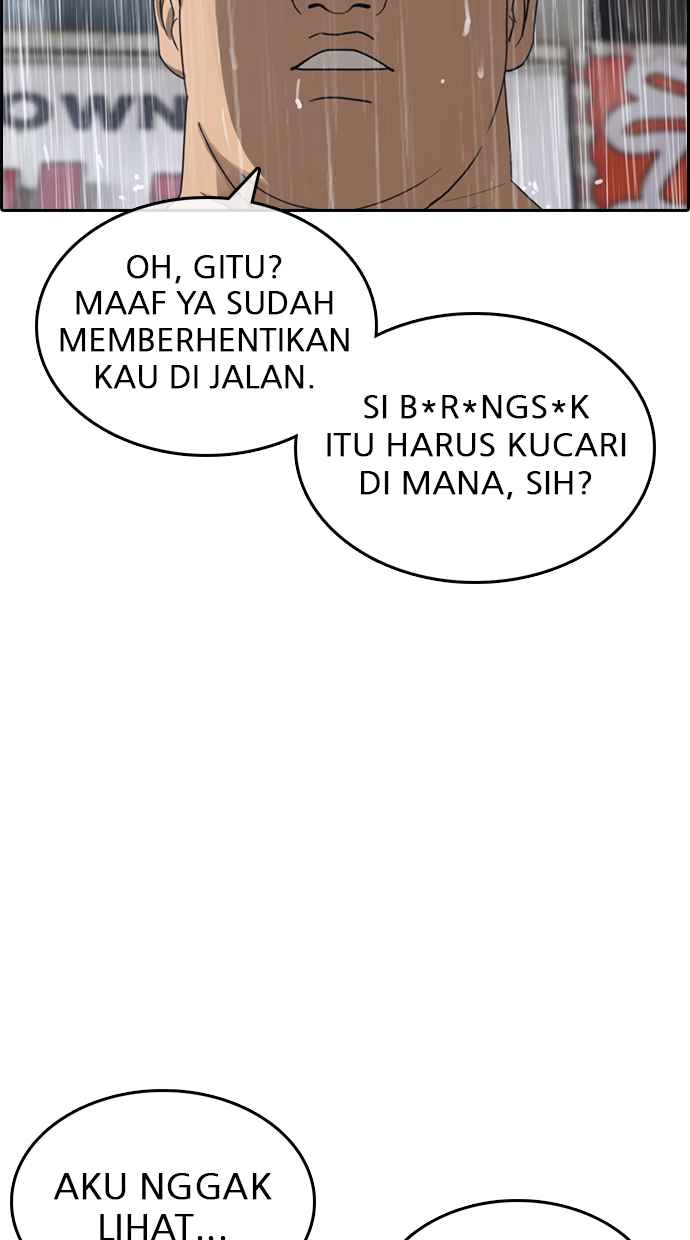 OWN
OH, GITU?
MAAF YA SUDAH
MEMBERHENTIKAN
KAU DI JALAN.
SI B*R*NGS*K
ITU HARUS KUCARI
DI MANA, SIH?
AKU NGGAK
LIHAT...